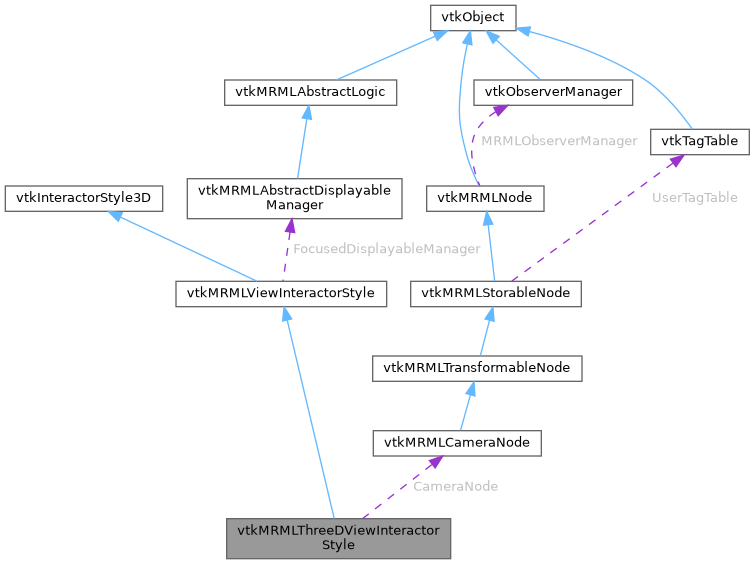 vtkObject
vtkMRMLAbstractLogic
vtkObserverManager
vtkTagTable
MRMLObserverManager
vtkMRMLAbstractDisplayable
Manager
vtkInteractorStyle3D
vtkMRMLNode
UserTagTable
FocusedDisplayableManager
vtkMRMLViewInteractorStyle
vtkMRMLStorableNode
vtkMRMLTransformableNode
vtkMRMLCameraNode
CameraNode
vtkMRMLThreeDViewInteractor
Style